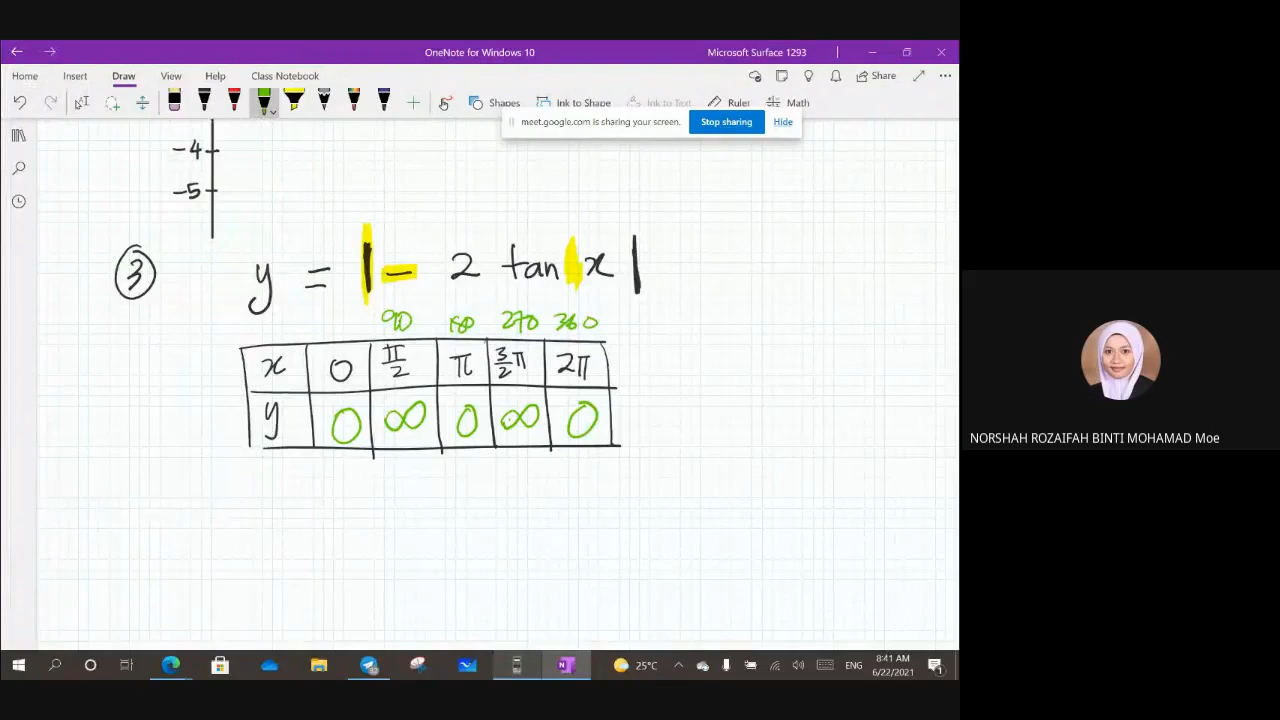 OneNote for Windows 10
Microsoft Surface 1293
Home Insert Draw View Help Class Notebook
Share
Shapes Ink to Shape Ink to Text Ruler Math
meet.google.com is sharing your screen. Stop sharing Hide
-4
-5
③ y = |- 2 tan x|
90 180 270 360
x 0 π/2 π 3/2π 2π
y 0 ∞ 0 ∞ 0
NORSHAH ROZAIFAH BINTI MOHAMAD Moe
25°C ENG 8:41 AM
6/22/2021 1